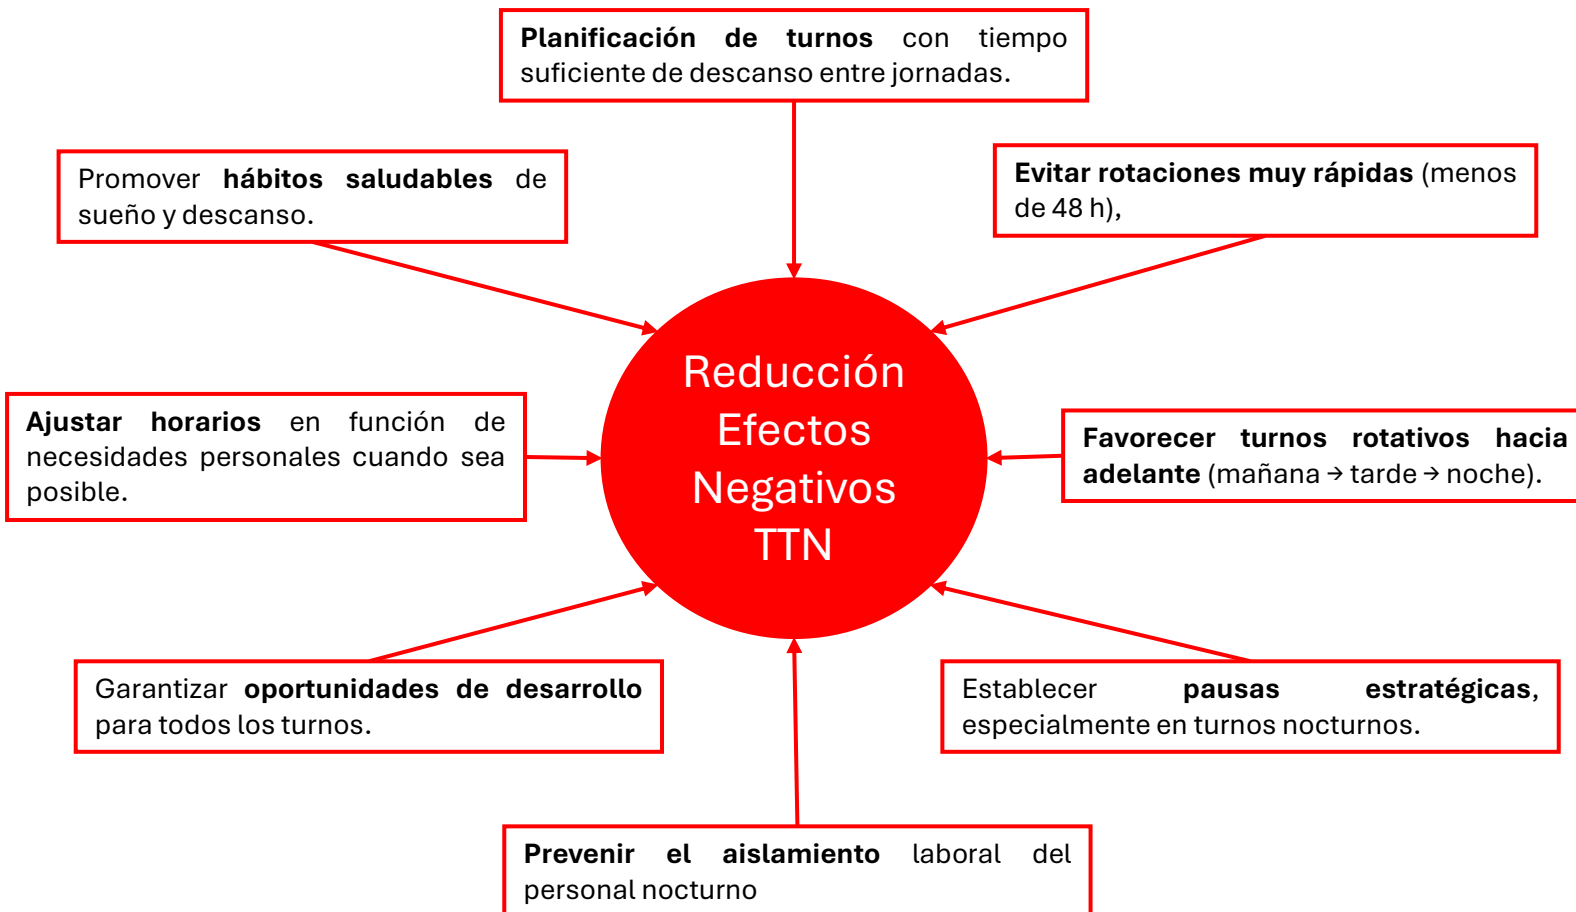 Planificación de turnos con tiempo
suficiente de descanso entre jornadas.
Promover hábitos saludables de
sueño y descanso.
Evitar rotaciones muy rápidas (menos
de 48 h),
Reducción
Efectos
Negativos
TTN
Ajustar horarios en función de
necesidades personales cuando sea
posible.
Favorecer turnos rotativos hacia
adelante (mañana → tarde → noche).
Garantizar oportunidades de desarrollo
para todos los turnos.
Establecer pausas estratégicas,
especialmente en turnos nocturnos.
Prevenir el aislamiento laboral del
personal nocturno